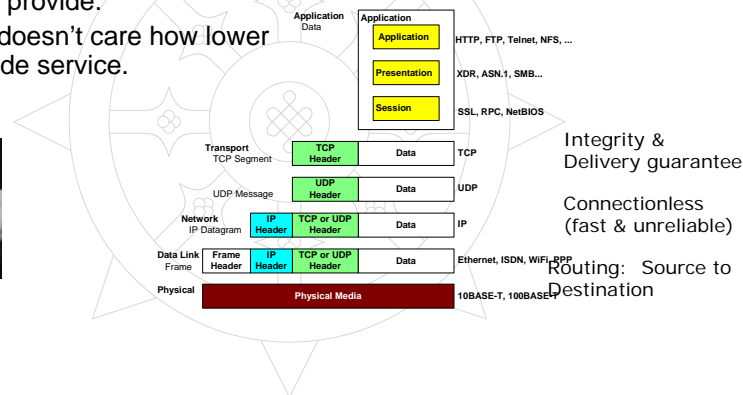 provide.
doesn't care how lower
de service.
Application
Data
Application
Application
HTTP, FTP, Telnet, NFS, ...
Presentation
XDR, ASN.1, SMB...
Session
SSL, RPC, NetBIOS
Transport
TCP Segment
TCP
Header
Data
TCP
Integrity &
Delivery guarantee
UDP Message
UDP
Header
Data
UDP
Connectionless
(fast & unreliable)
Network
IP Datagram
IP
Header
TCP or UDP
Header
Data
IP
Data Link
Frame
Frame
Header
IP
Header
TCP or UDP
Header
Data
Ethernet, ISDN, WiFi, PPP
Routing: Source to
Destination
Physical
Physical Media
10BASE-T, 100BASE-T